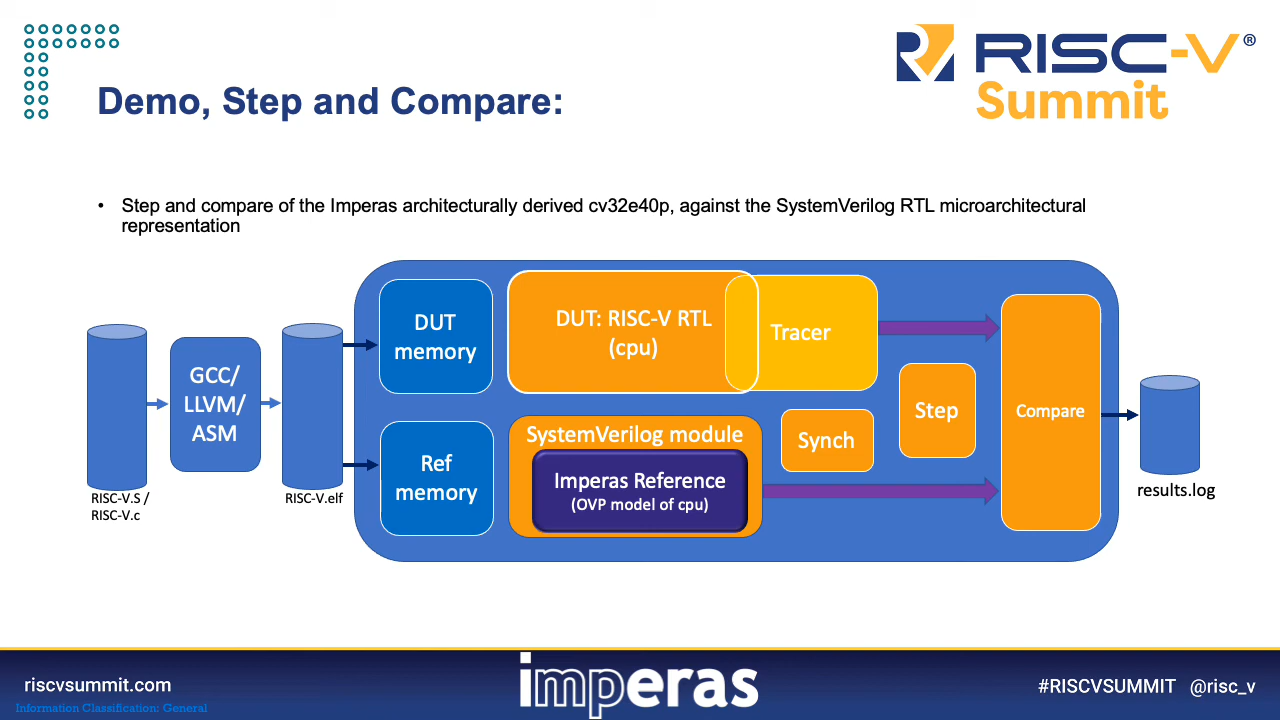 RISC-V®
Summit
Demo, Step and Compare:
• Step and compare of the Imperas architecturally derived cv32e40p, against the SystemVerilog RTL microarchitectural
representation
RISC-V.S /
RISC-V.c
GCC/
LLVM/
ASM
RISC-V.elf
DUT
memory
Ref
memory
DUT: RISC-V RTL
(cpu)
Tracer
SystemVerilog module
Imperas Reference
(OVP model of cpu)
Synch
Step
Compare
results.log
riscvsummit.com
Information Classification: General
imperas
#RISCVSUMMIT @risc_v